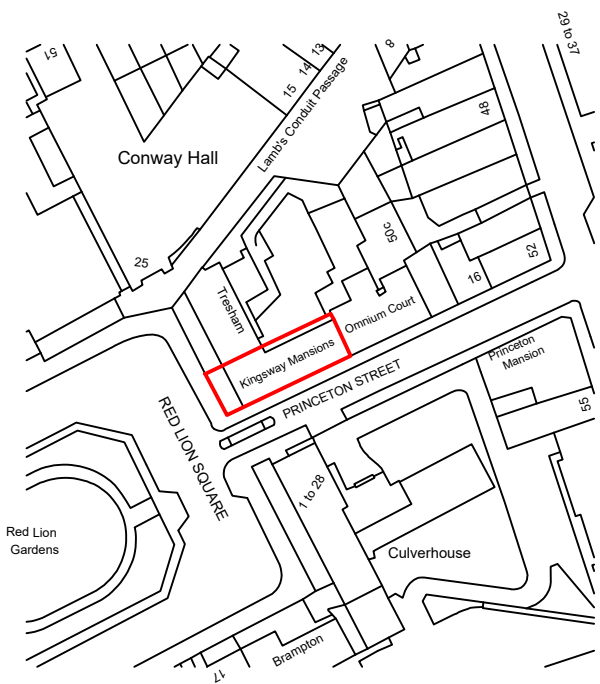 51
13
14
15
8
29 to 37
Lamb's Conduit Passage
Conway Hall
48
25
50c
52
16
Tresham
Omnium Court
Kingsway Mansions
PRINCETON STREET
Princeton
Mansion
55
RED LION SQUARE
1 to 28
Red Lion
Gardens
Culverhouse
Brampton
17